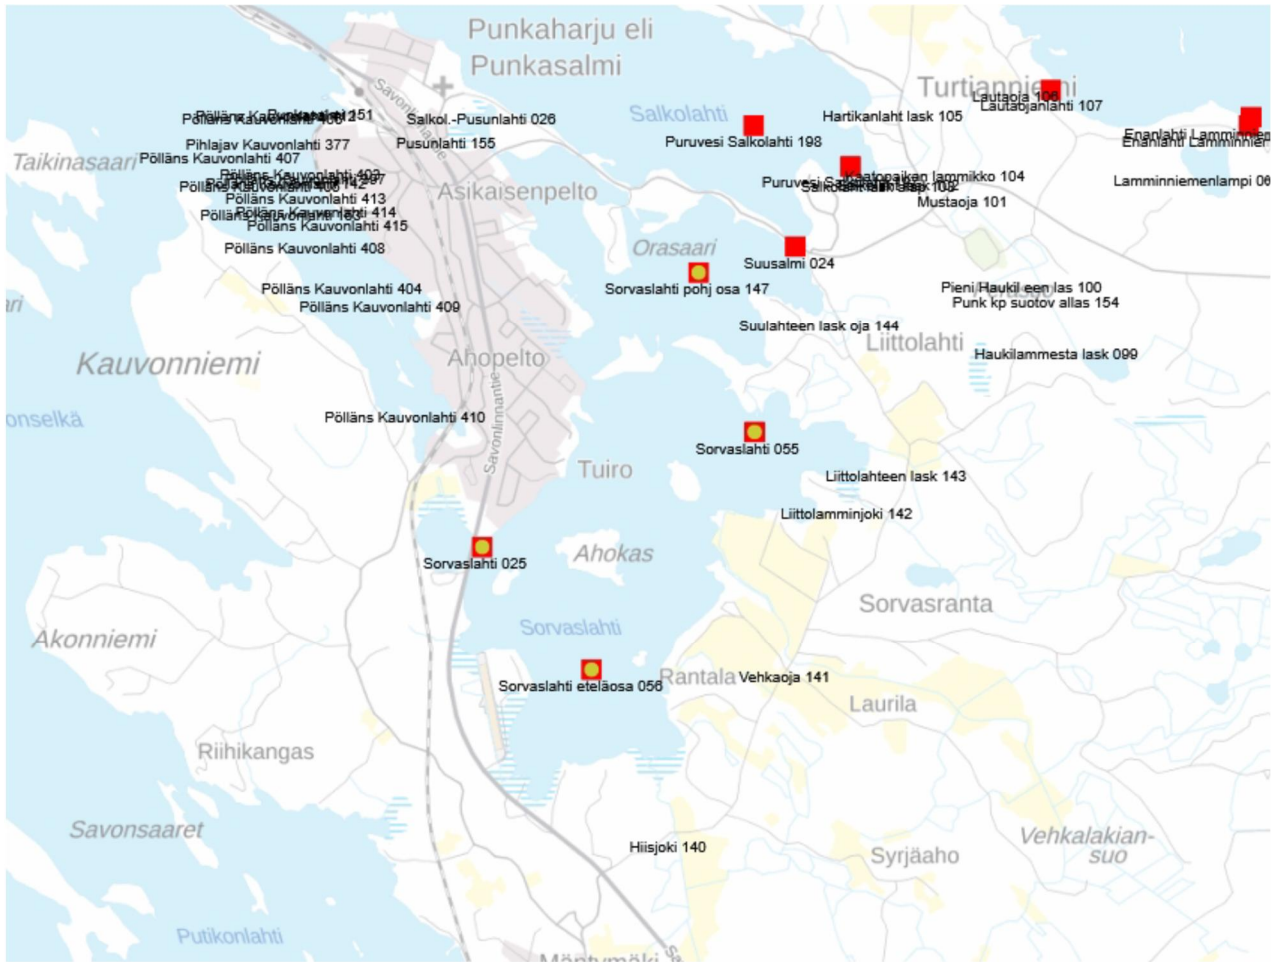 Punkaharju eli
Punkasalmi
Savonlinnantie
Salkolahti
Turtianniemi
Lautaoja 106
Lautaojanlahti 107
Hartikanlaht lask 105
Salkol.-Pusunlahti 026
Pusunlahti 155
Pihlajav Kauvonlahti 377
Pölläns Kauvonlahti 407
Taikinasaari
Puruvesi Salkolahti 198
Kaatopaikan lammikko 104
Mustaoja 101
Asikaisenpelto
Pölläns Kauvonlahti 413
Pölläns Kauvonlahti 414
Pölläns Kauvonlahti 415
Pölläns Kauvonlahti 408
Orasaari
Suusalmi 024
Sorvaslahti pohj osa 147
Pölläns Kauvonlahti 404
Pölläns Kauvonlahti 409
Pieni Haukil een las 100
Punk kp suotov allas 154
Suulahteen lask oja 144
Liittolahti
Haukilammesta lask 099
Kauvonniemi
Ahopelto
onselkä
Pölläns Kauvonlahti 410
Savonlinnantie
Sorvaslahti 055
Tuiro
Liittolahteen lask 143
Liittolamminjoki 142
Ahokas
Sorvaslahti 025
Sorvasranta
Sorvaslahti
Akonniemi
Rantala
Vehkaoja 141
Sorvaslahti eteläosa 056
Laurila
Riihikangas
Savonsaaret
Vehkalakian-
suo
Hiisjoki 140
Syrjäaho
Putikonlahti
Mäntymäki